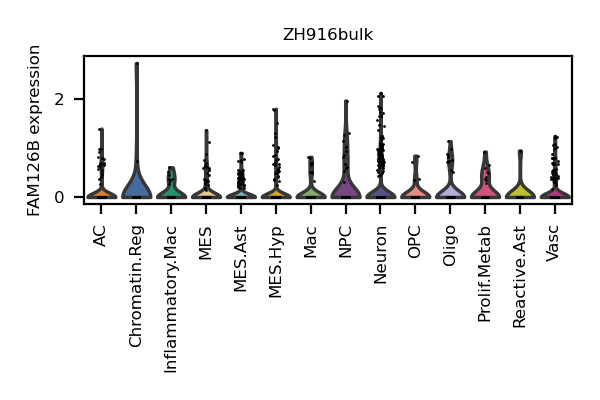 ZH916bulk
FAM126B expression
2
0
AC
Chromatin.Reg
Inflammatory.Mac
MES
MES.Ast
MES.Hyp
Mac
NPC
Neuron
OPC
Oligo
Prolif.Metab
Reactive.Ast
Vasc